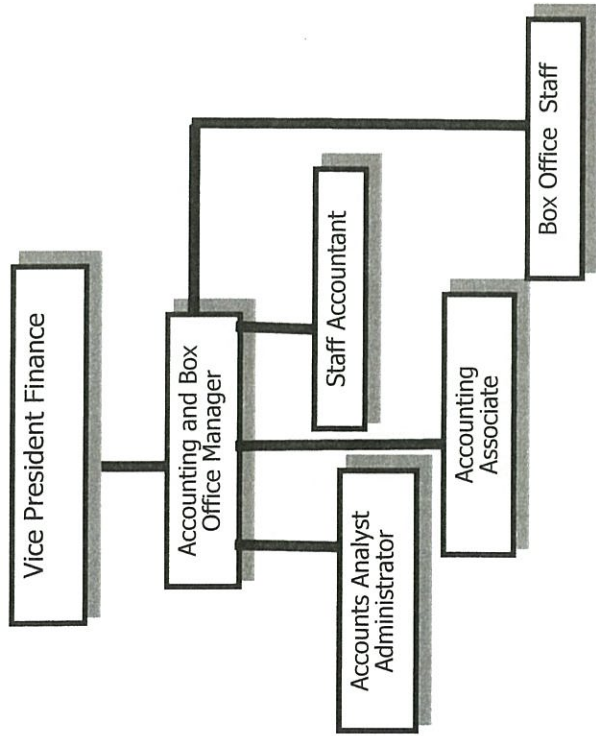 Vice President Finance
Accounting and Box
Office Manager
Accounts Analyst
Administrator
Accounting
Associate
Staff Accountant
Box Office Staff